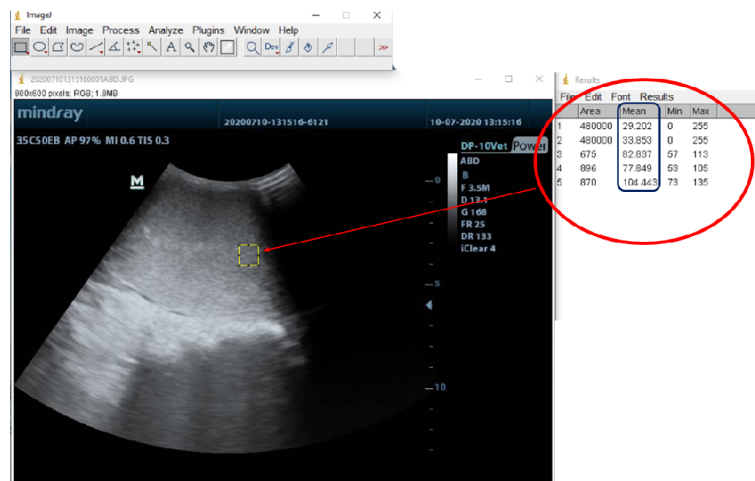 ImageJ
File Edit Image Process Analyze Plugins Window Help
A Dev >>
202007101315160001ABD.JPG
800x600 pixels; RGB; 1.8MB
mindray
20200710-131516-6121
10-07-2020 13:15:16
35C50EB AP 97% MI 0.6 TIS 0.3
DP-10Vet Power
M
ABD
B
F 3.5M
D 13.1
G 168
FR 25
DR 133
iClear 4
0
5
10
Results
File Edit Font Results
Area Mean Min Max
1 480000 29.202 0 255
2 480000 33.853 0 255
3 675 82.837 57 113
4 896 77.849 53 105
5 870 104.443 73 135